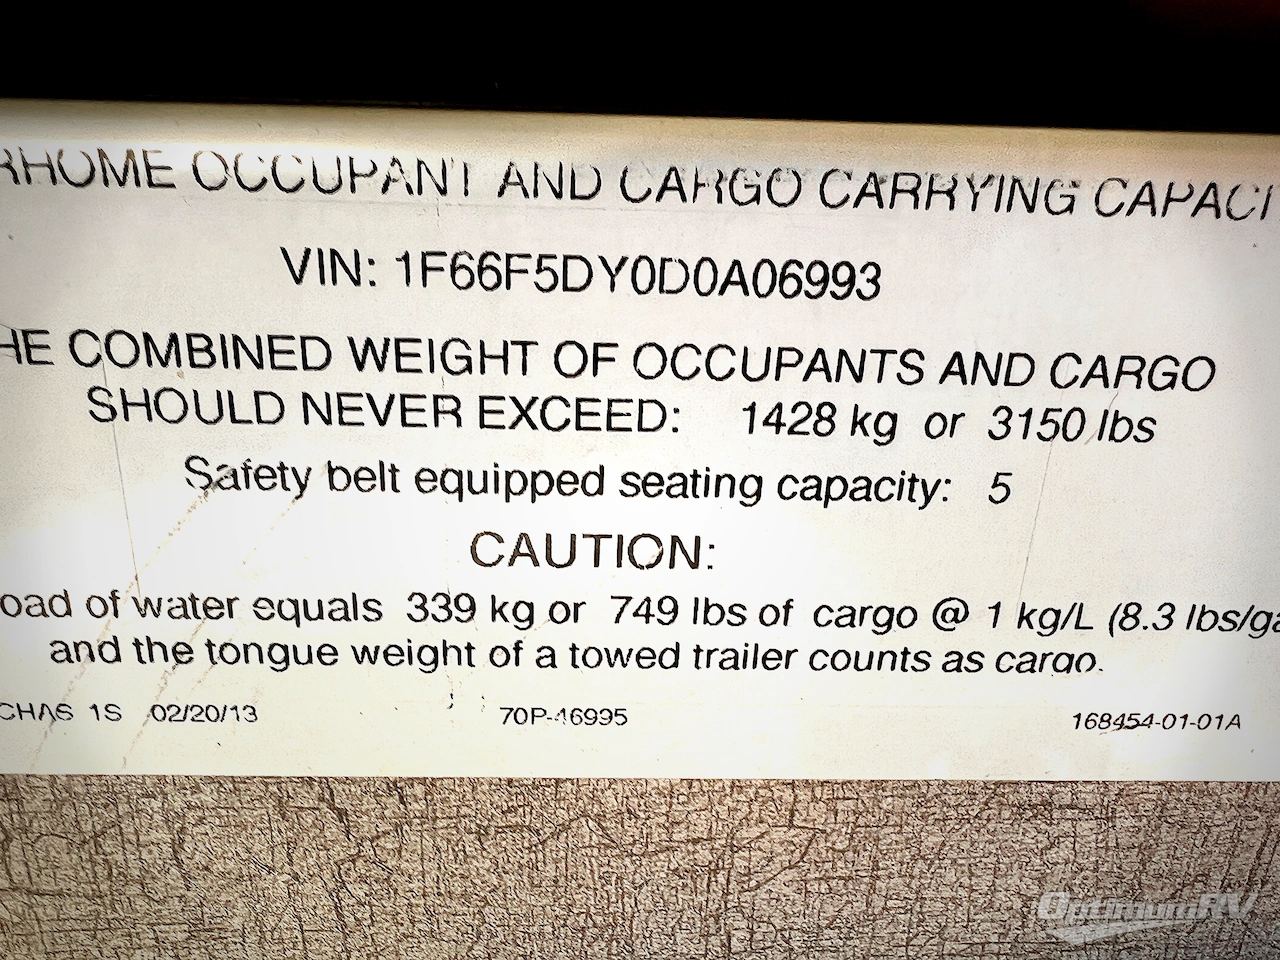 RHOME OCCUPANT AND CARGO CARRYING CAPACI
VIN: 1F66F5DY0D0A06993
HE COMBINED WEIGHT OF OCCUPANTS AND CARGO
SHOULD NEVER EXCEED: 1428 kg or 3150 lbs
Safety belt equipped seating capacity: 5
CAUTION:
oad of water equals 339 kg or 749 lbs of cargo @ 1 kg/L (8.3 lbs/ga
and the tongue weight of a towed trailer counts as cargo.
CHAS 1S 02/20/13 70P-46995 168454-01-01A
OptimumRV